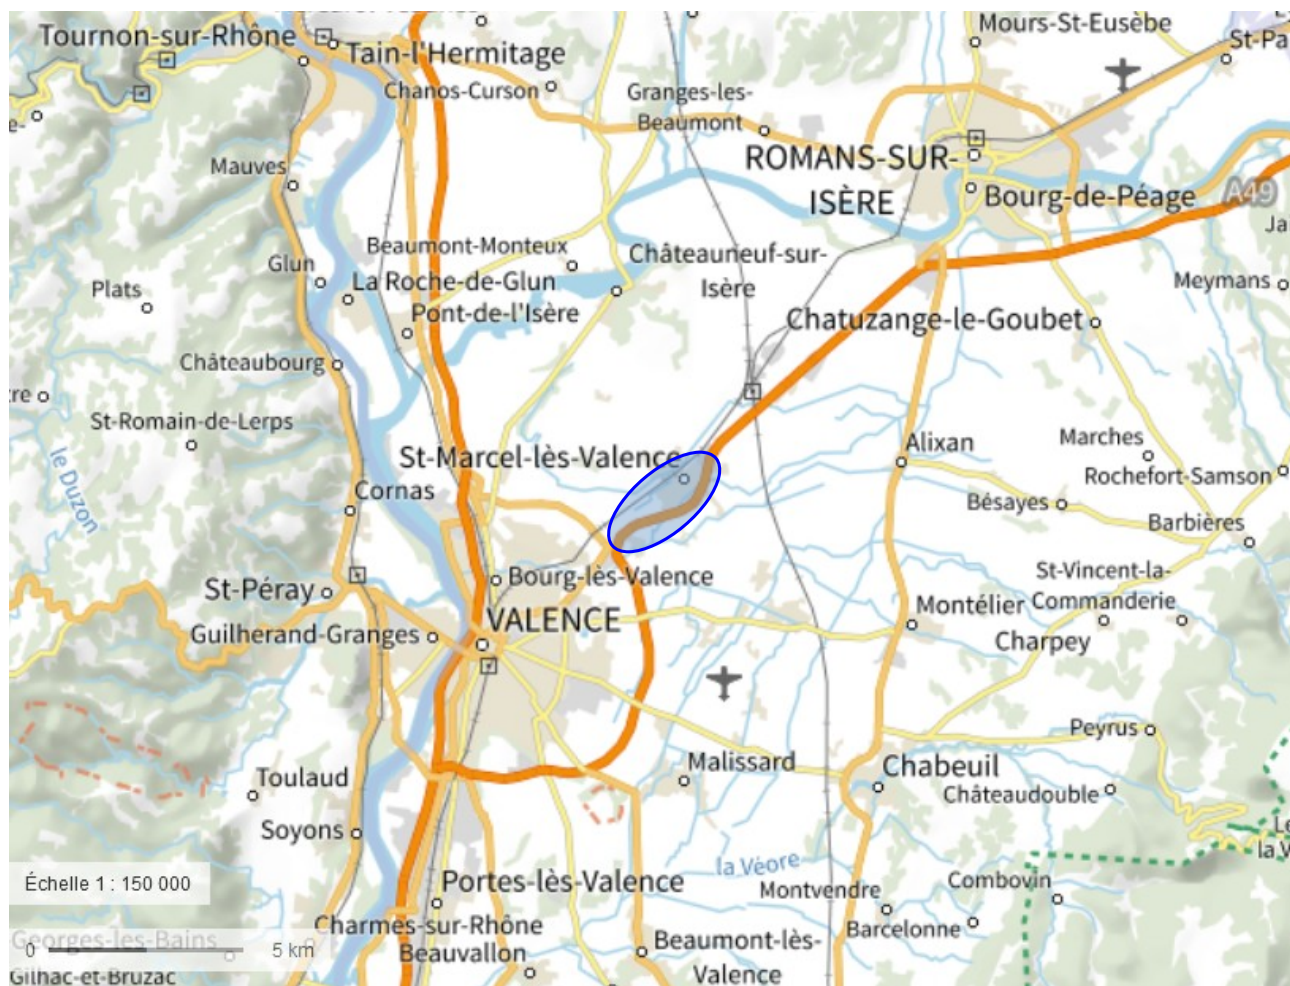 Mours-St-Eusèbe
Tournon-sur-Rhône
Tain-l'Hermitage
St-Pa
Chanos-Curson
Granges-les-
Beaumont
ROMANS-SUR-
ISÈRE
Mauves
Bourg-de-Péage
A49
Beaumont-Monteux
Châteauneuf-sur-
Isère
Glun
La Roche-de-Glun
Plats
Pont-de-l'Isère
Meymans
Chatuzange-le-Goubet
Châteaubourg
St-Romain-de-Lerps
le Duzon
St-Marcel-lès-Valence
Alixan
Marches
Rochefort-Samson
Cornas
Bésayes
Barbières
St-Péray
Bourg-lès-Valence
St-Vincent-la-
Commanderie
VALENCE
Guilherand-Granges
Montélier
Charpey
Peyrus
Malissard
Chabeuil
Châteaudouble
Toulaud
Soyons
la Véore
Échelle 1 : 150 000
Portes-lès-Valence
Montvendre
Combovin
Charmes-sur-Rhône
Barcelonne
Georges-les-Bains
0 5 km
Beauvallon
Beaumont-lès-
Valence
Gilhac-et-Bruzac